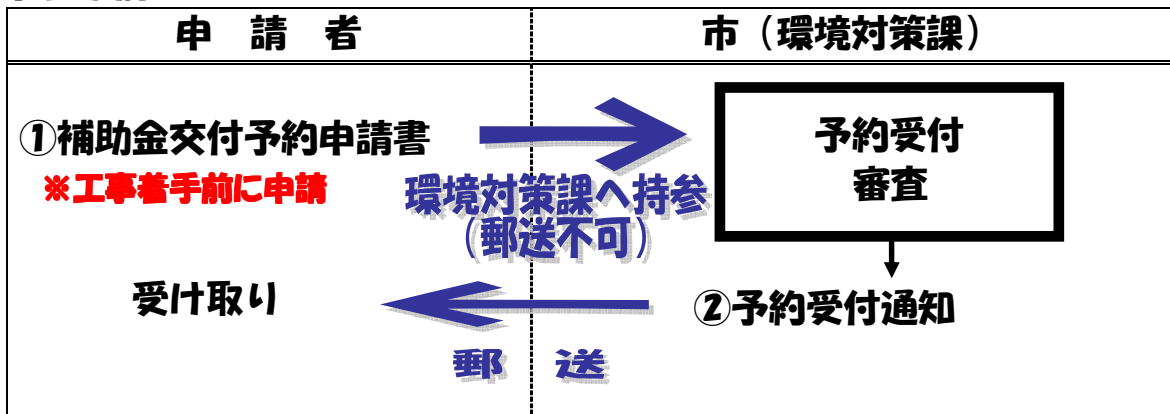 申 請 者
市（環境対策課）
①補助金交付予約申請書
※工事着手前に申請
環境対策課へ持参
（郵送不可）
予約受付
審査
②予約受付通知
受け取り
郵 送